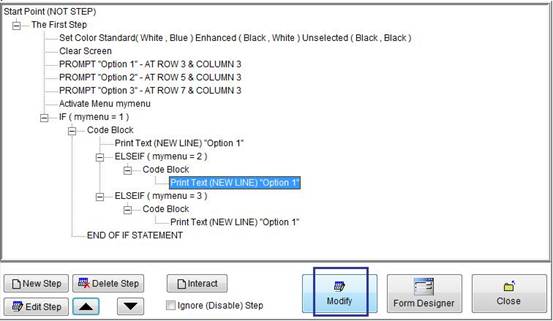 Start Point (NOT STEP)
The First Step
Set Color Standard( White , Blue ) Enhanced ( Black , White ) Unselected ( Black , Black )
Clear Screen
PROMPT "Option 1" - AT ROW 3 & COLUMN 3
PROMPT "Option 2" - AT ROW 5 & COLUMN 3
PROMPT "Option 3" - AT ROW 7 & COLUMN 3
Activate Menu mymenu
IF ( mymenu = 1 )
Code Block
Print Text (NEW LINE) "Option 1"
ELSEIF ( mymenu = 2 )
Code Block
Print Text (NEW LINE) "Option 1"
ELSEIF ( mymenu = 3 )
Code Block
Print Text (NEW LINE) "Option 1"
END OF IF STATEMENT
New Step
Delete Step
Interact
Edit Step
Ignore (Disable) Step
Modify
Form Designer
Close